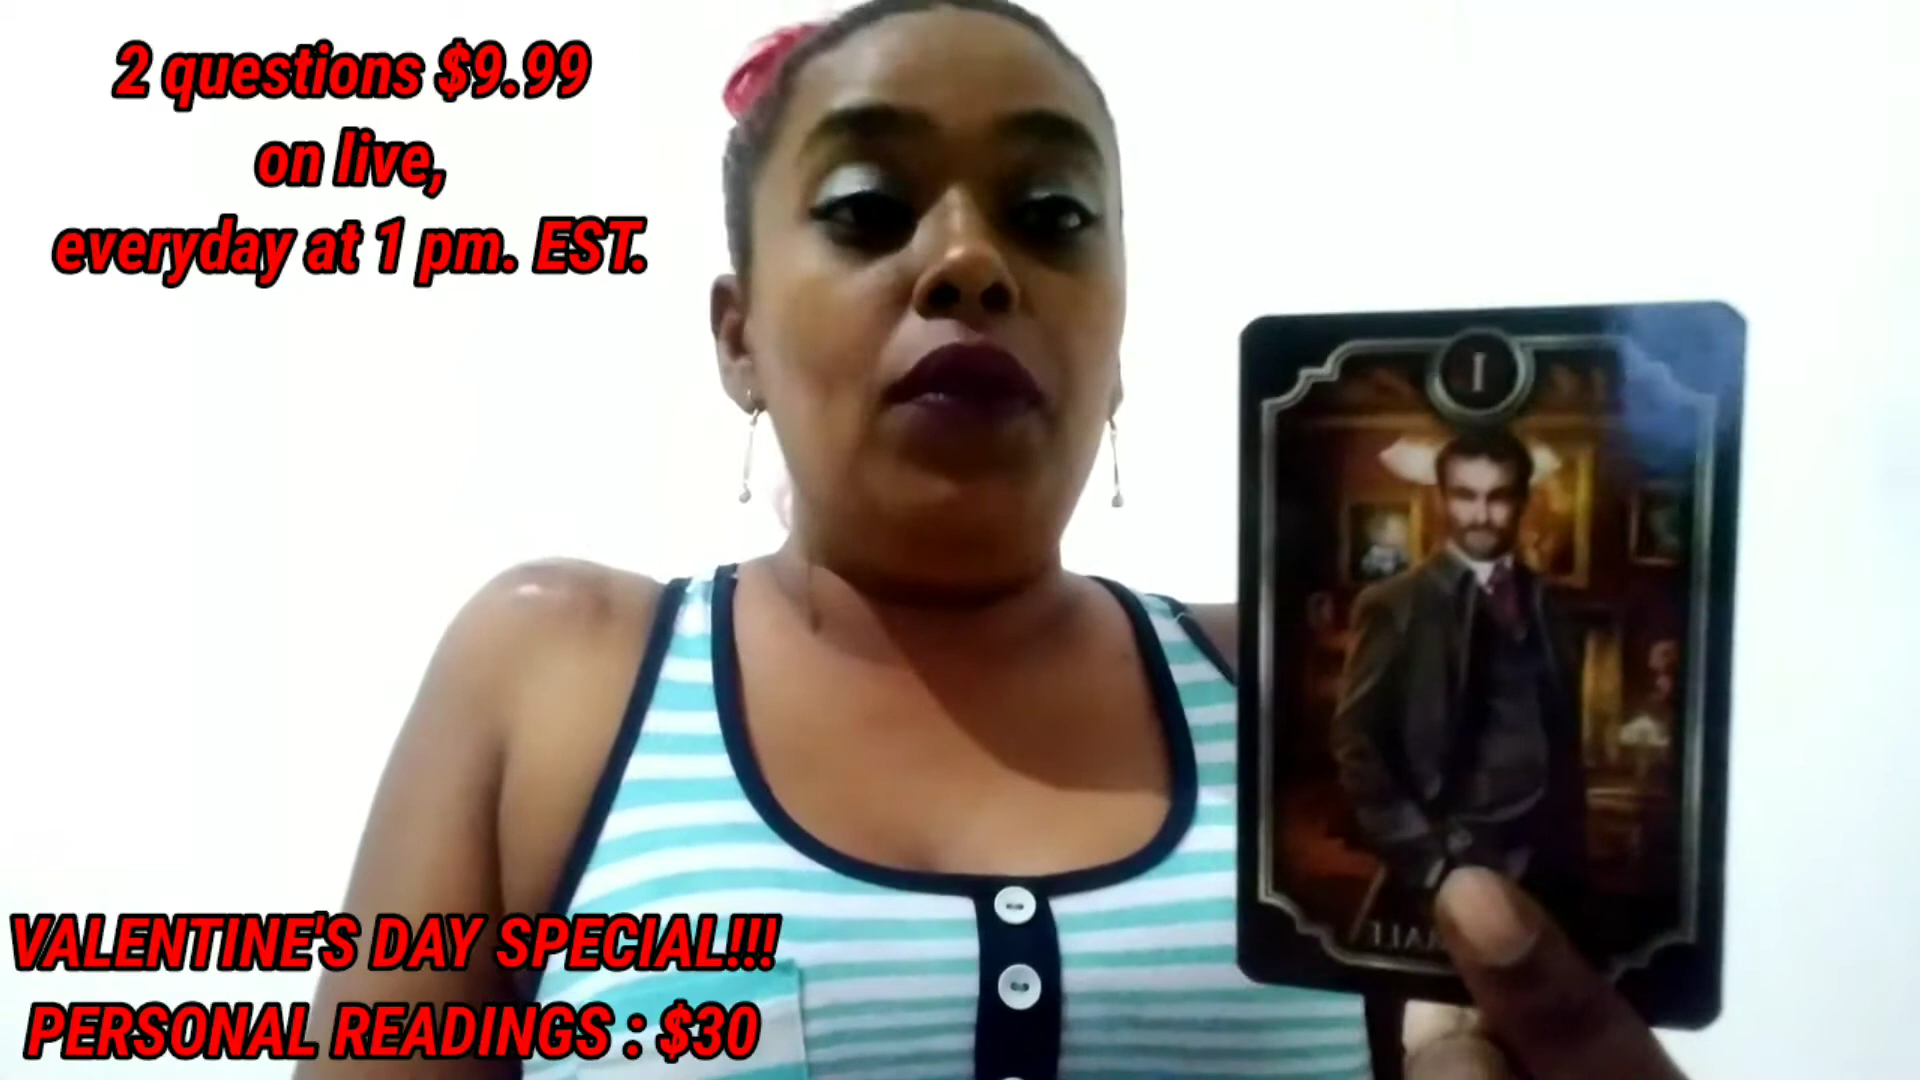 2 questions $9.99
on live,
everyday at 1 pm. EST.
I
VALENTINE'S DAY SPECIAL!!!
PERSONAL READINGS : $30